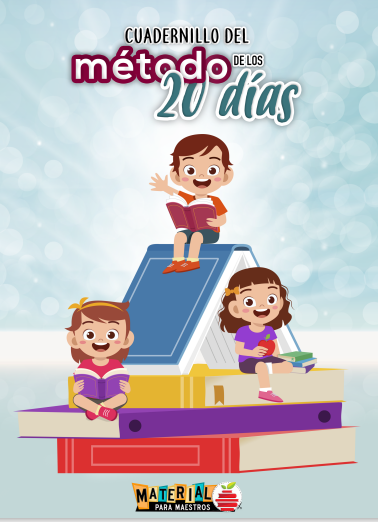 CUADERNILLO DEL
método DE LOS
20 días
MATERIAL
PARA MAESTROS